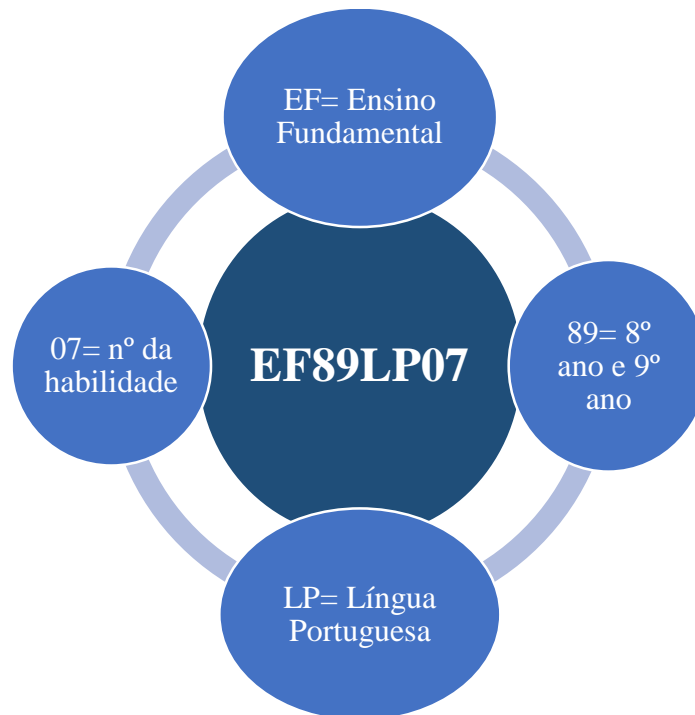 EF= Ensino
Fundamental
07= nº da
habilidade
EF89LP07
89= 8º
ano e 9º
ano
LP= Língua
Portuguesa